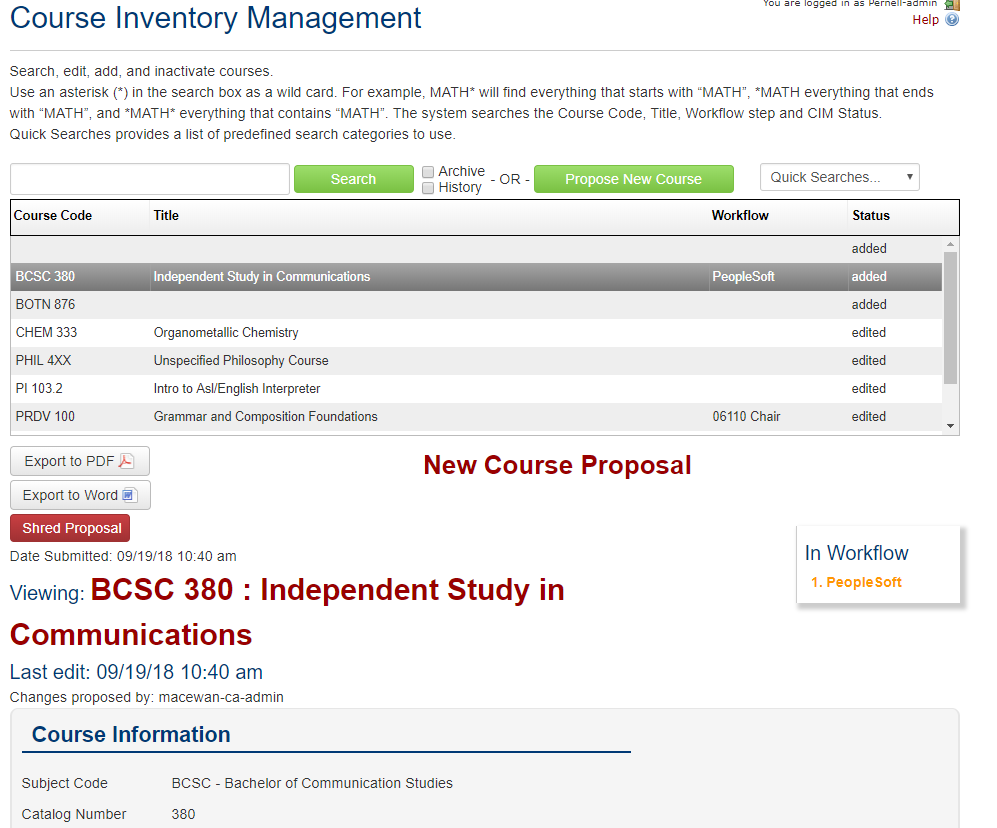 You are logged in as Pernell-admin
Course Inventory Management
Help
Search, edit, add, and inactivate courses.
Use an asterisk (*) in the search box as a wild card. For example, MATH* will find everything that starts with “MATH”, *MATH everything that ends
with “MATH”, and *MATH* everything that contains “MATH”. The system searches the Course Code, Title, Workflow step and CIM Status.
Quick Searches provides a list of predefined search categories to use.
Search Archive History - OR - Propose New Course Quick Searches...
Course Code Title Workflow Status
added
BCSC 380 Independent Study in Communications PeopleSoft added
BOTN 876 added
CHEM 333 Organometallic Chemistry edited
PHIL 4XX Unspecified Philosophy Course edited
PI 103.2 Intro to Asl/English Interpreter edited
PRDV 100 Grammar and Composition Foundations 06110 Chair edited
Export to PDF
New Course Proposal
Export to Word
Shred Proposal
Date Submitted: 09/19/18 10:40 am
In Workflow
1. PeopleSoft
Viewing: BCSC 380 : Independent Study in
Communications
Last edit: 09/19/18 10:40 am
Changes proposed by: macewan-ca-admin
Course Information
Subject Code BCSC - Bachelor of Communication Studies
Catalog Number 380